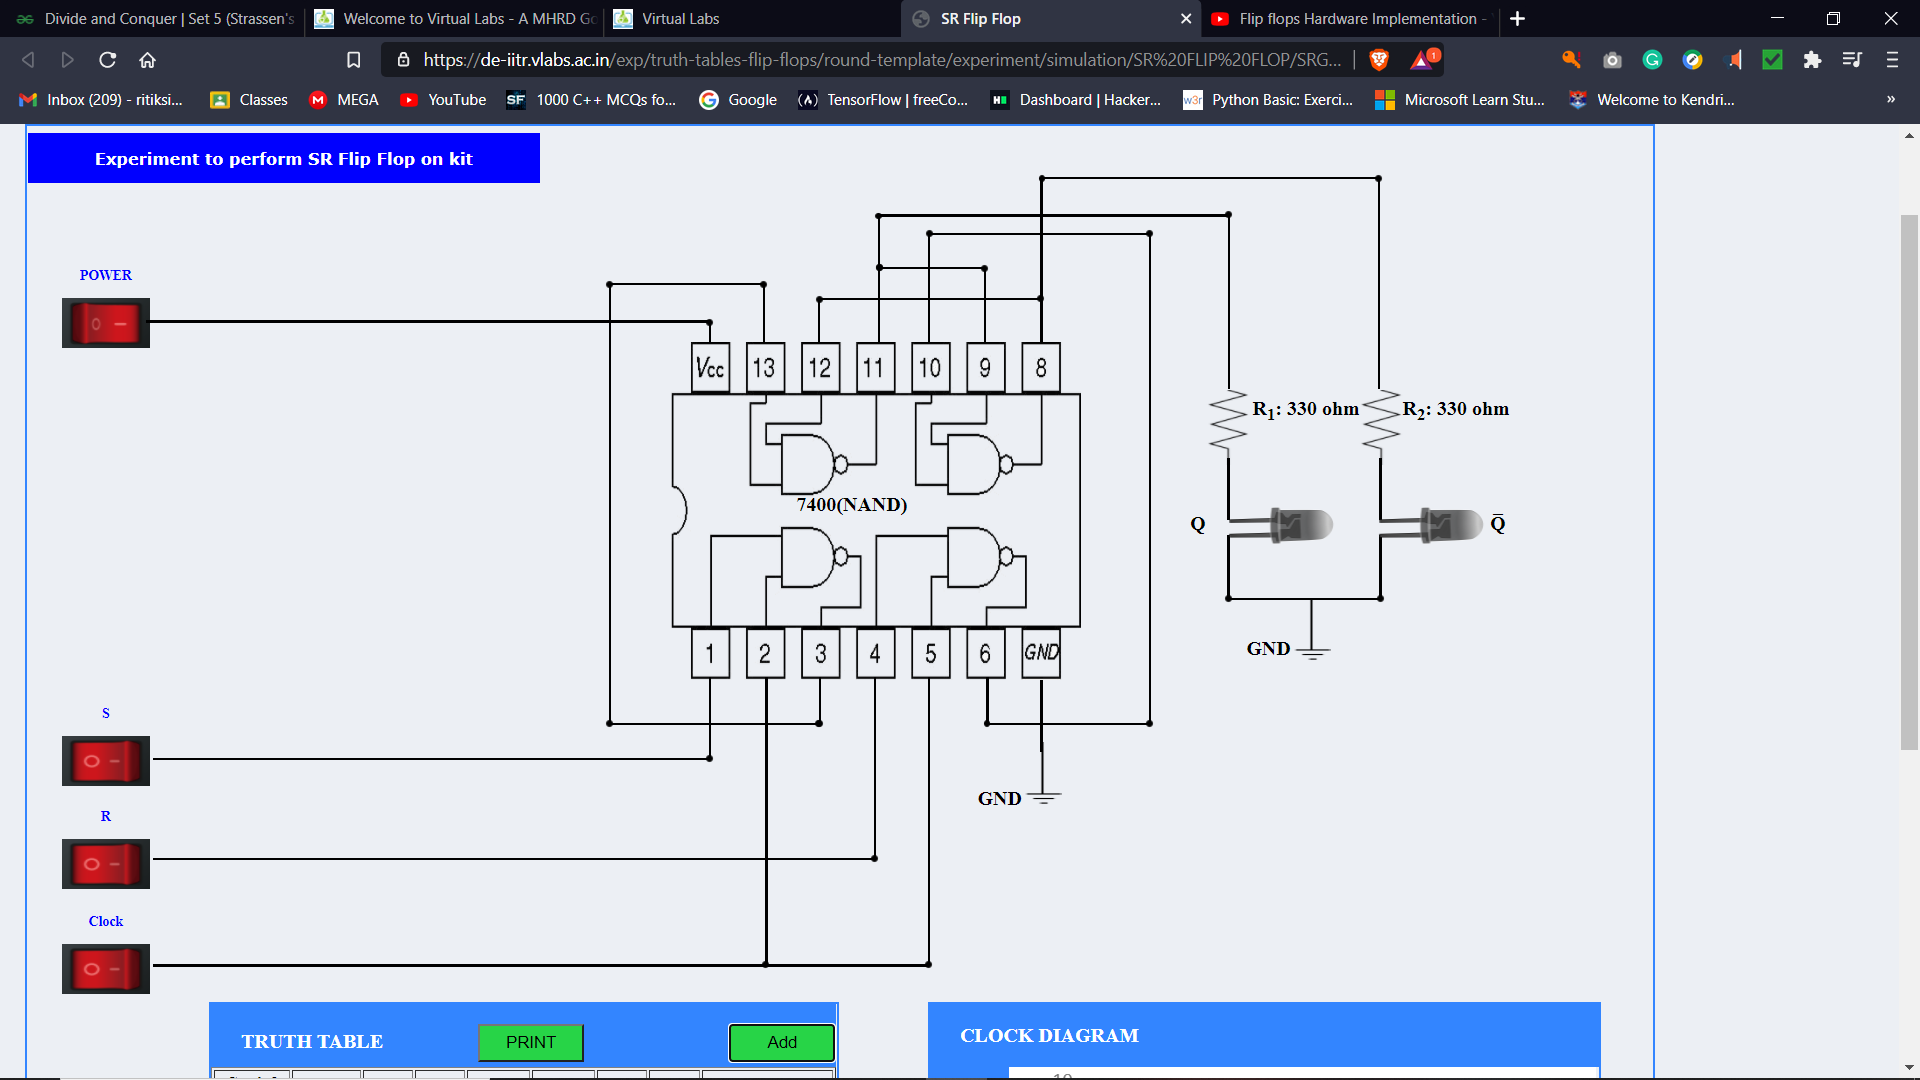 Divide and Conquer | Set 5 (Strassen's
Welcome to Virtual Labs - A MHRD Go
Virtual Labs
SR Flip Flop
Flip flops Hardware Implementation -
https://de-iitr.vlabs.ac.in/exp/truth-tables-flip-flops/round-template/experiment/simulation/SR%20FLIP%20FLOP/SRG...
1
Inbox (209) - ritiksi...
Classes
MEGA
YouTube
SF 1000 C++ MCQs fo...
Google
TensorFlow | freeCo...
Dashboard | Hacker...
w3r Python Basic: Exerci...
Microsoft Learn Stu...
Welcome to Kendri...
»
Experiment to perform SR Flip Flop on kit
POWER
Vcc 13 12 11 10 9 8
R1: 330 ohm
R2: 330 ohm
7400(NAND)
Q
Q̅
1 2 3 4 5 6 GND
GND
S
GND
R
Clock
TRUTH TABLE
PRINT
Add
CLOCK DIAGRAM